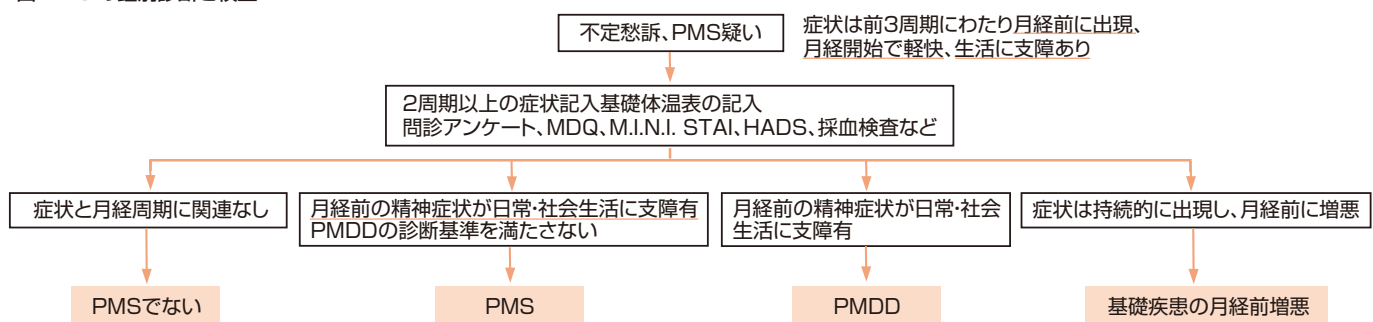 不定愁訴、PMS疑い
症状は前3周期にわたり月経前に出現、
月経開始で軽快、生活に支障あり
2周期以上の症状記入基礎体温表の記入
問診アンケート、MDQ、M.I.N.I. STAI、HADS、採血検査など
症状と月経周期に関連なし
月経前の精神症状が日常・社会生活に支障有
PMDDの診断基準を満たさない
月経前の精神症状が日常・社会
生活に支障有
症状は持続的に出現し、月経前に増悪
PMSでない
PMS
PMDD
基礎疾患の月経前増悪